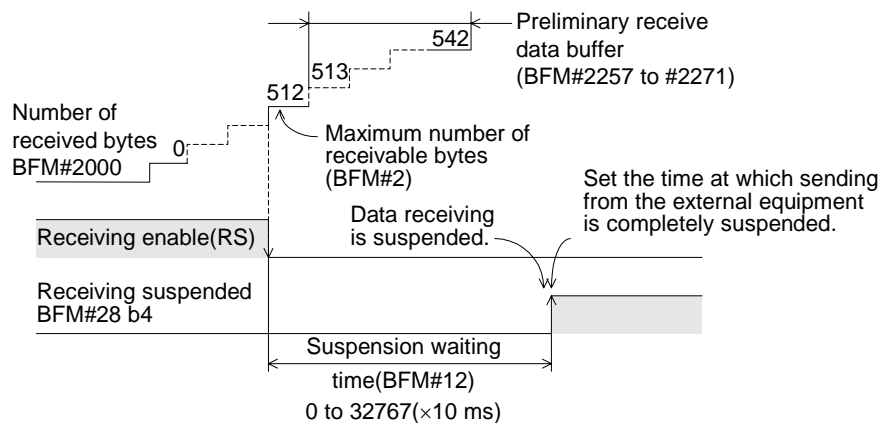 Preliminary receive
data buffer
(BFM#2257 to #2271)
542
513
512
Number of
received bytes
BFM#2000
0
Maximum number of
receivable bytes
(BFM#2)
Set the time at which sending
from the external equipment
is completely suspended.
Data receiving
is suspended.
Receiving enable(RS)
Receiving suspended
BFM#28 b4
Suspension waiting
time(BFM#12)
0 to 32767(×10 ms)